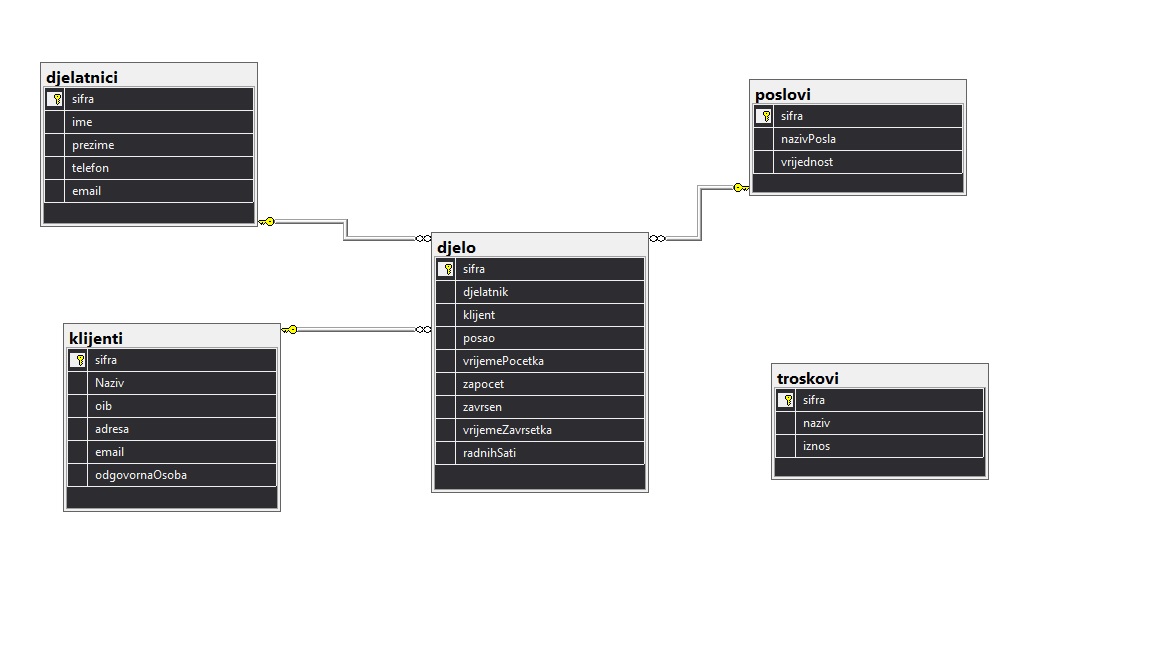 djelatnici
sifra
ime
prezime
telefon
email
poslovi
sifra
nazivPosla
vrijednost
djelo
sifra
djelatnik
klijent
posao
vrijemePocetka
zapocet
zavrsen
vrijemeZavrsetka
radnihSati
klijenti
sifra
Naziv
oib
adresa
email
odgovornaOsoba
troskovi
sifra
naziv
iznos